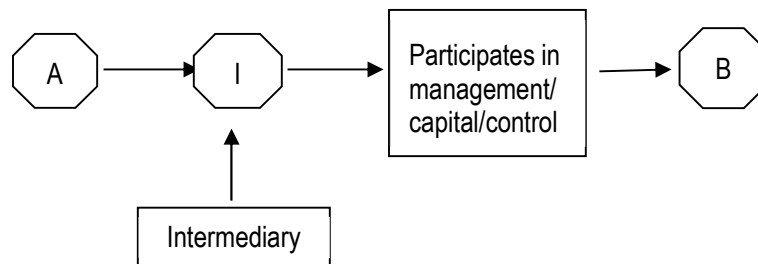 A
I
Participates in
management/
capital/control
B
Intermediary